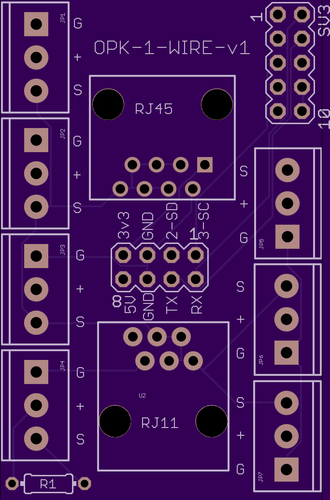 JP1
G
+
S
OPK-1-WIRE-v1
1
SV3
10
RJ45
JP2
G
+
S
S
+
G
JP5
3v3
GND
2-SD
1
3-SC
JP3
G
+
S
8
5V
GND
TX
RX
S
+
G
JP6
JP4
G
+
S
U2
RJ11
S
+
G
JP7
R1